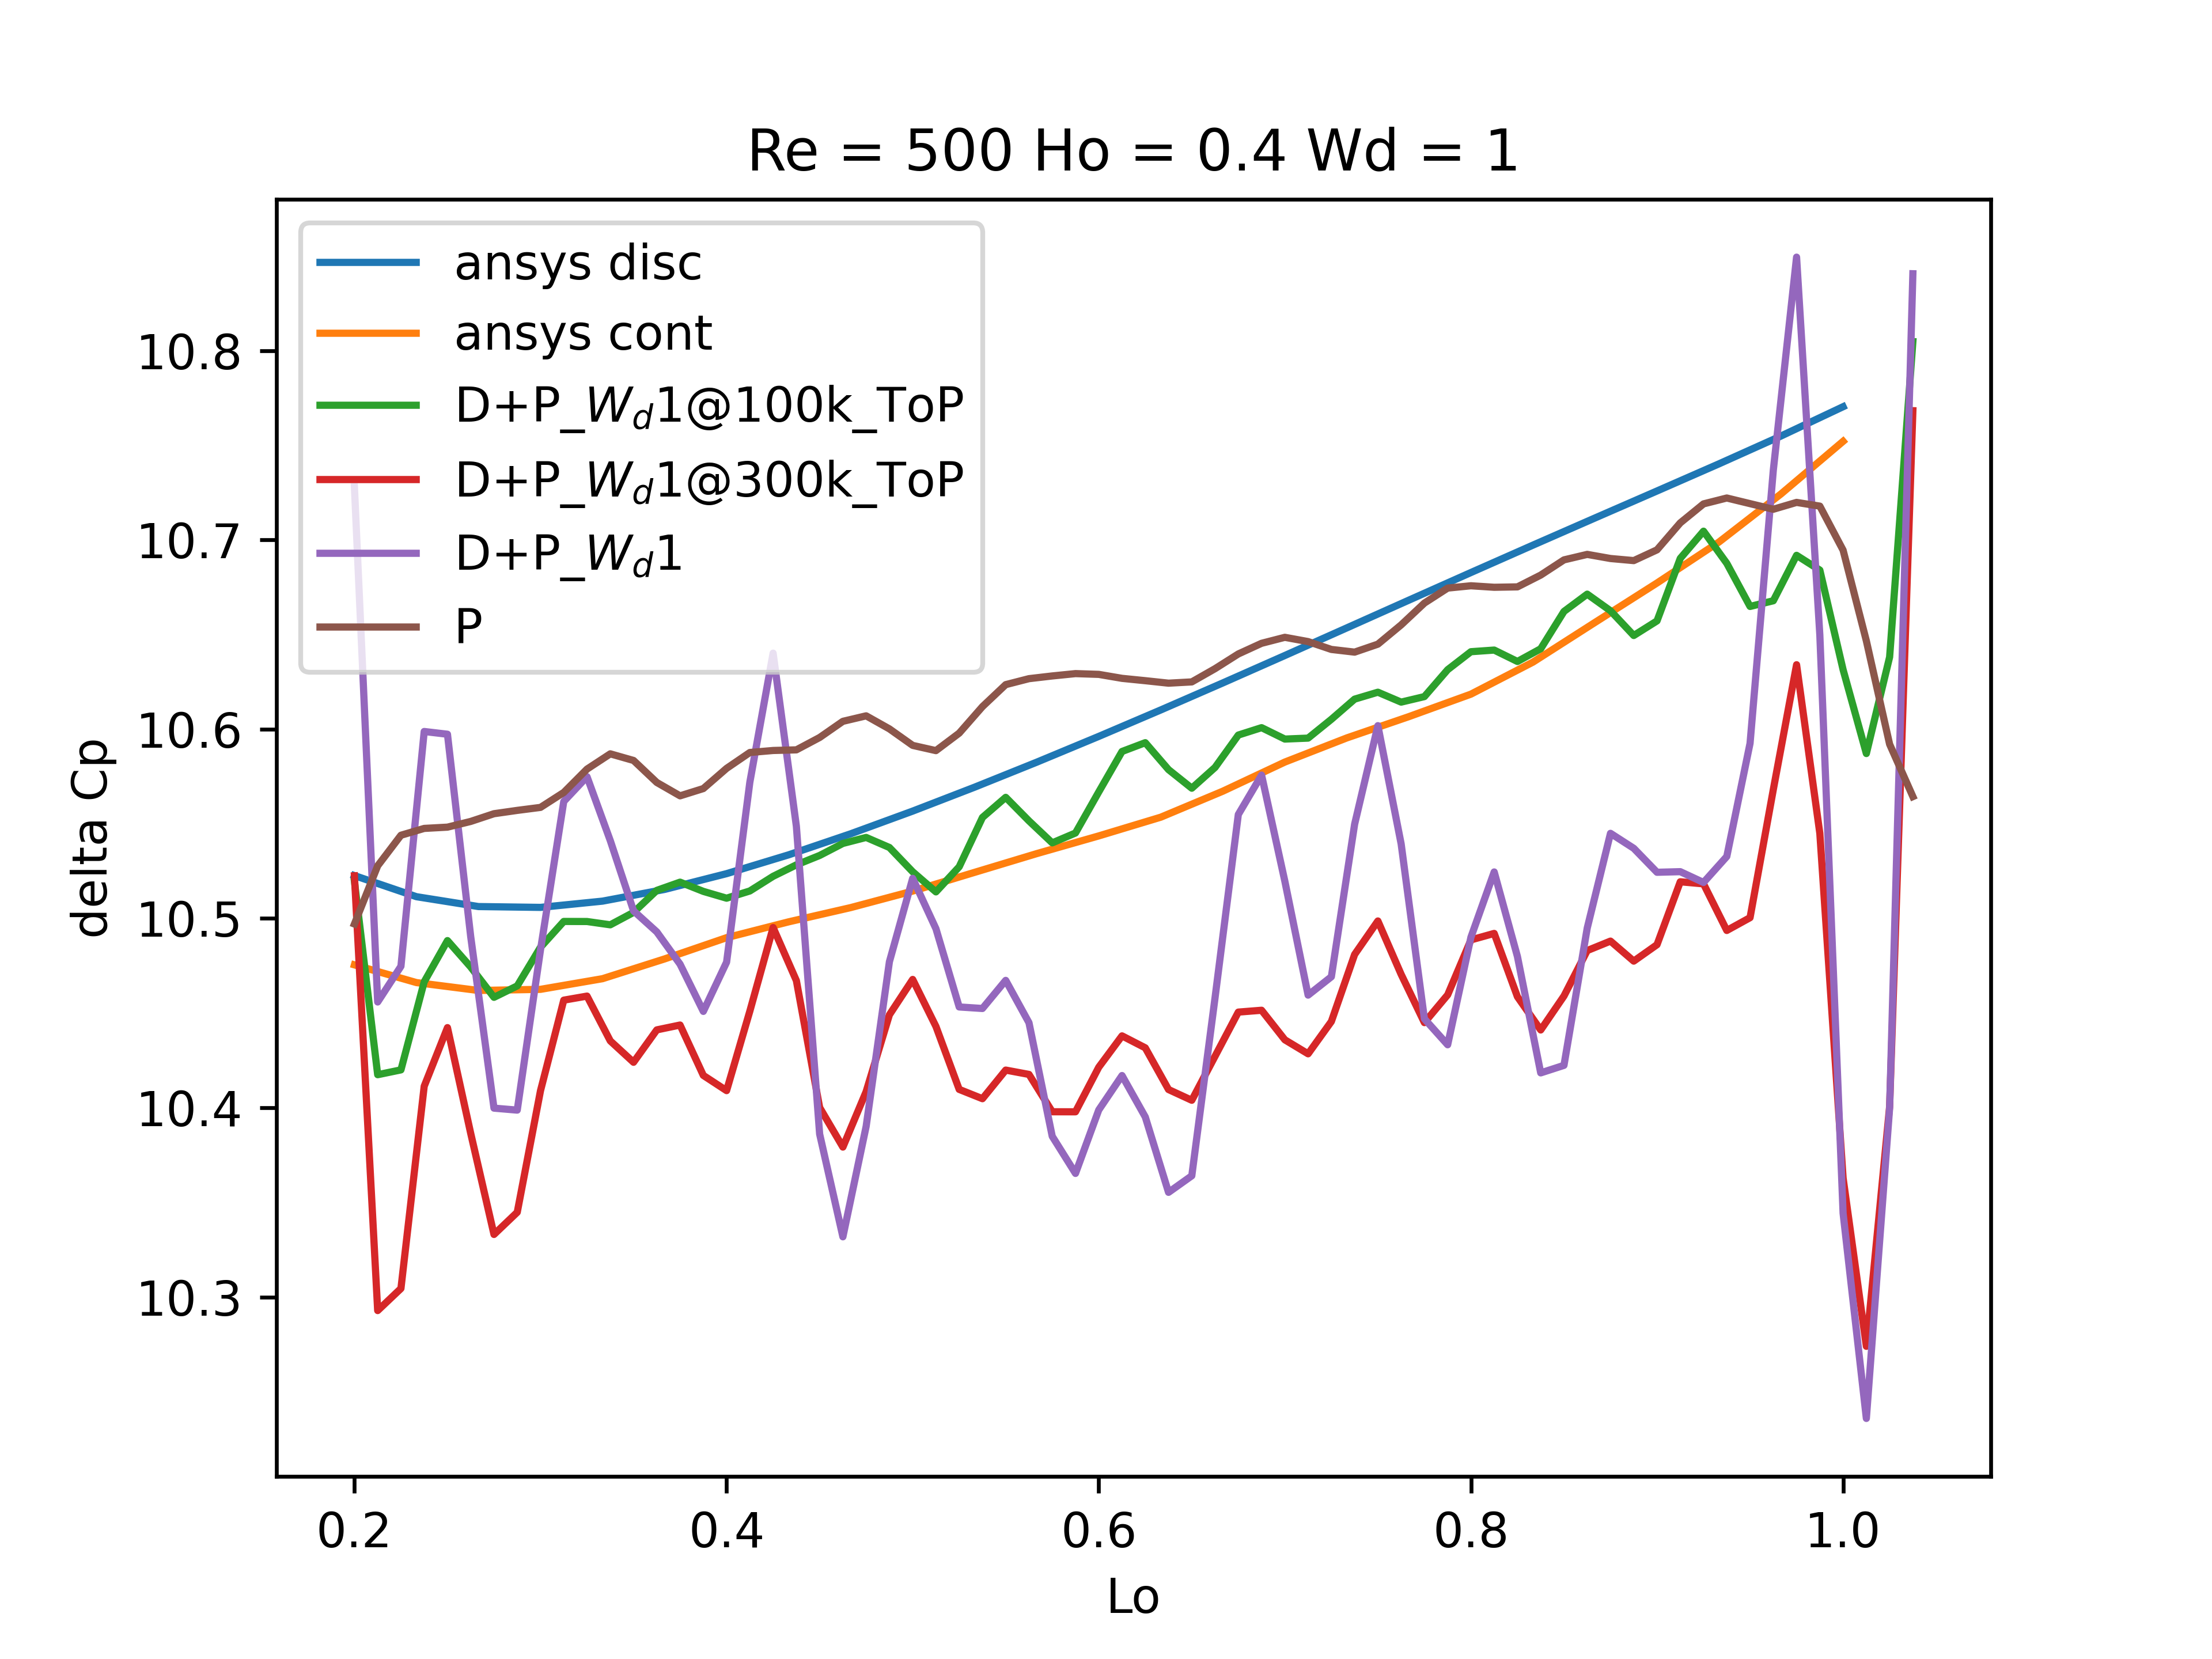 Re = 500 Ho = 0.4 Wd = 1
ansys disc
ansys cont
D+P_W_d1@100k_ToP
D+P_W_d1@300k_ToP
D+P_W_d1
P
delta Cp
10.8
10.7
10.6
10.5
10.4
10.3
0.2 0.4 0.6 0.8 1.0
Lo